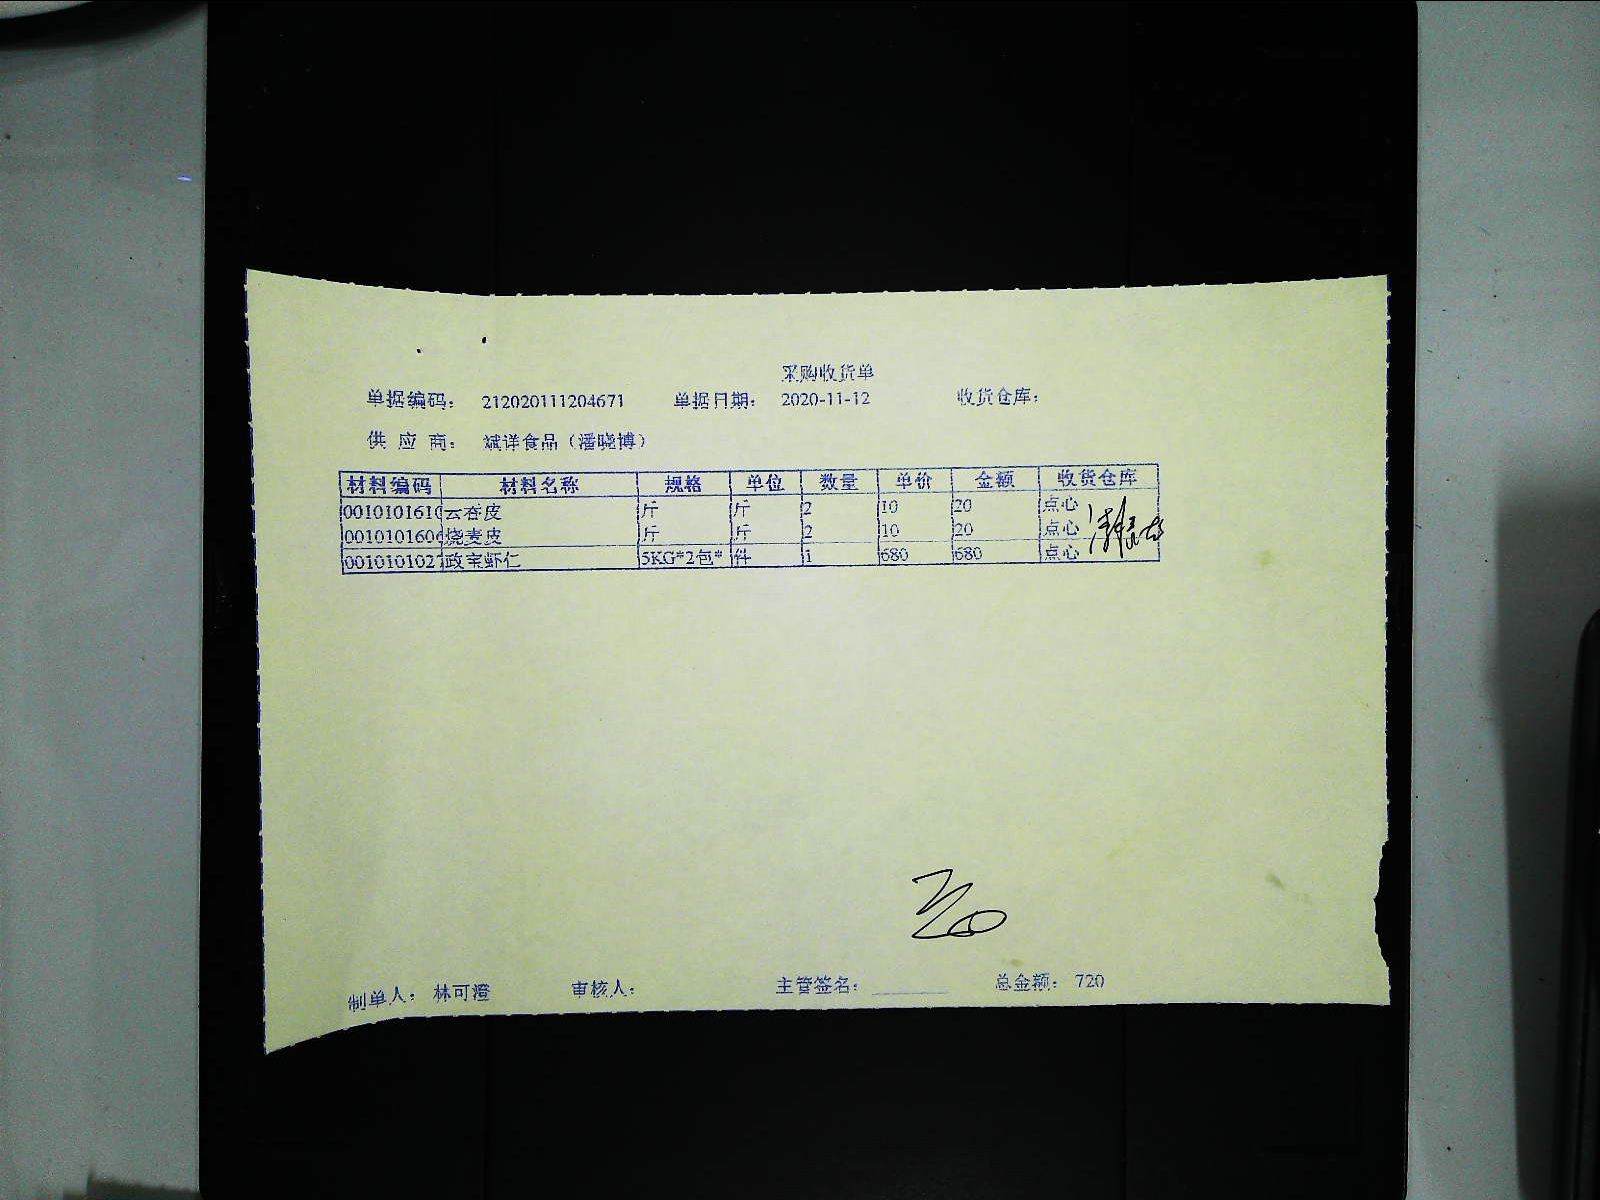 采购收货单
单据编码： 212020111204671 单据日期： 2020-11-12 收货仓库：
供 应 商： 斌洋食品（潘晓博）
材料编码 材料名称 规格 单位 数量 单价 金额 收货仓库
0010101610 云吞皮 斤 斤 2 10 20 点心
0010101606 烧麦皮 斤 斤 2 10 20 点心
001010102 政宝虾仁 5KG*2包* 件 1 680 680 点心
制单人： 林可澄 审核人： 主管签名： 总金额： 720